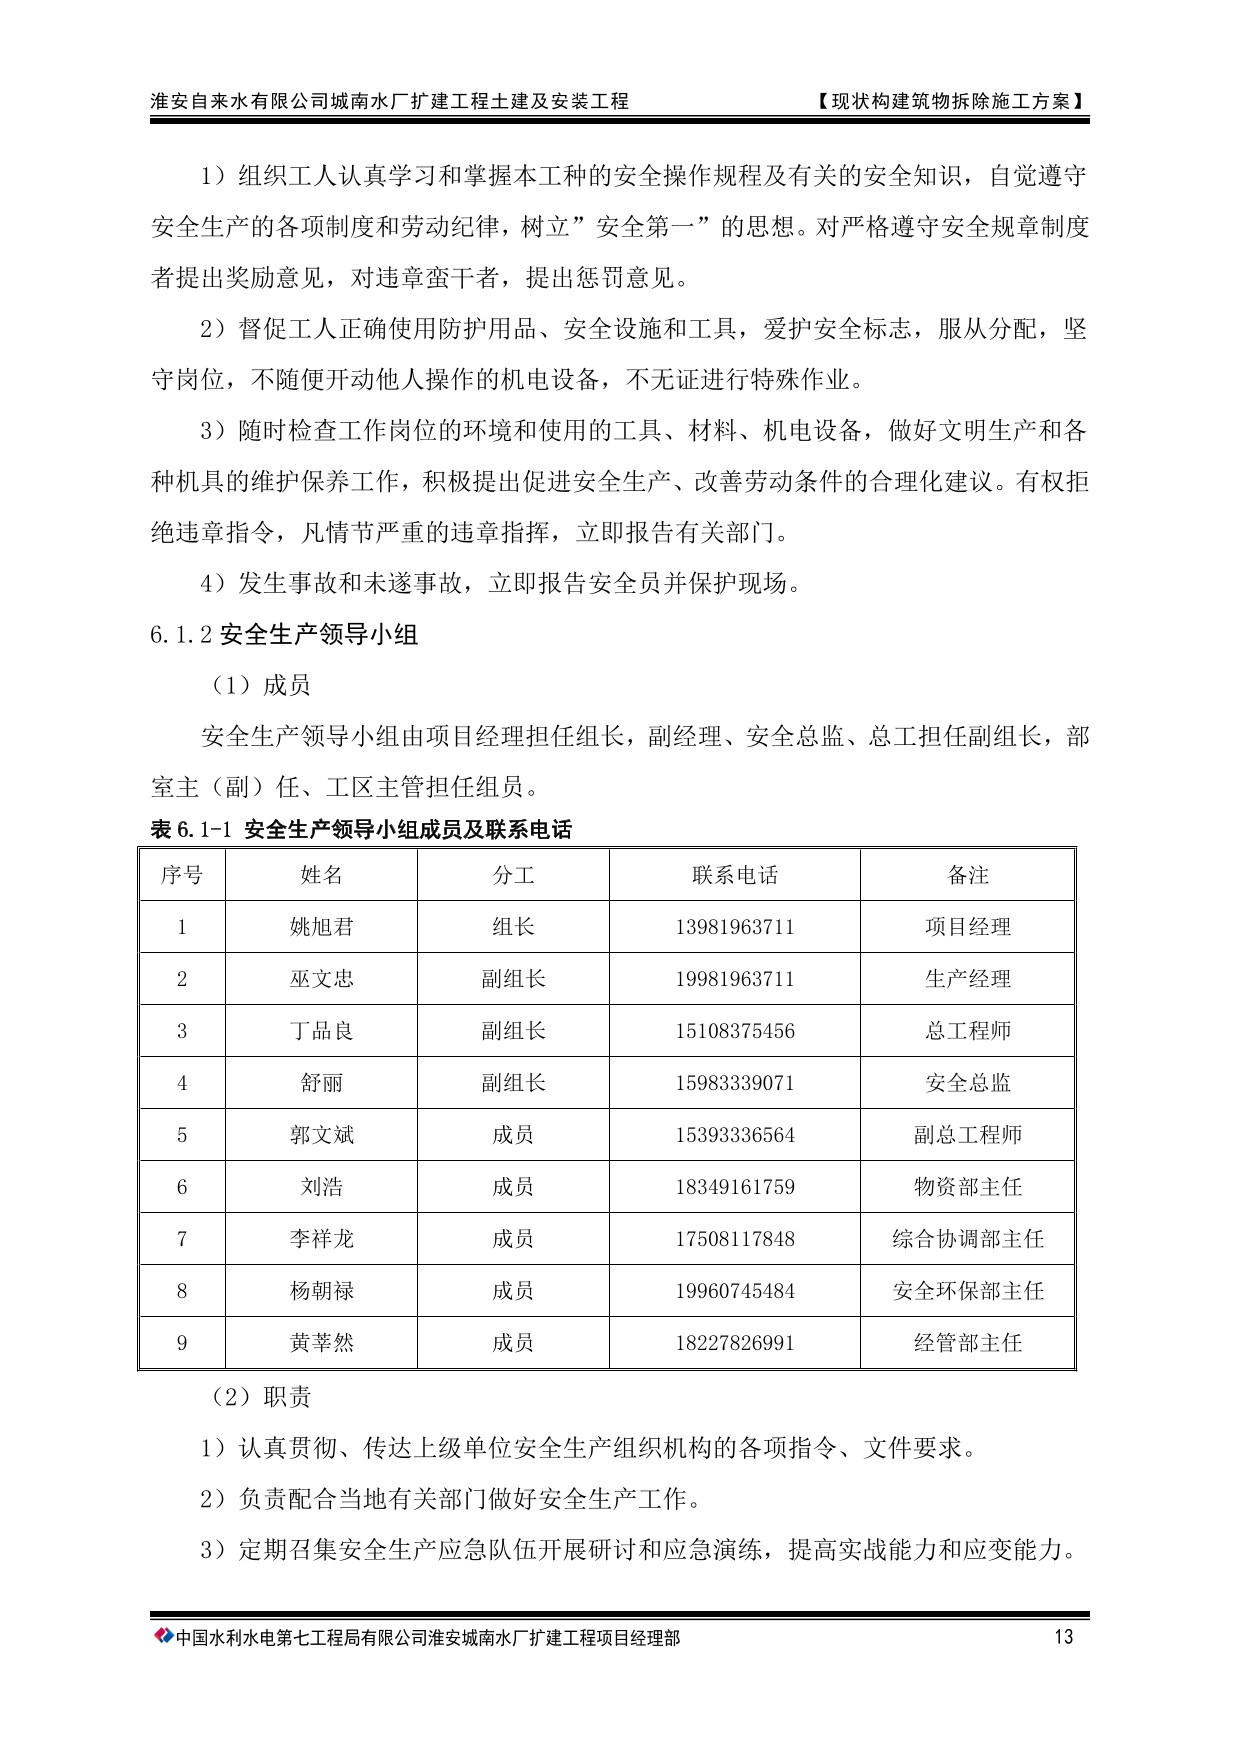 淮安自来水有限公司城南水厂扩建工程土建及安装工程 【现状构建筑物拆除施工方案】
1）组织工人认真学习和掌握本工种的安全操作规程及有关的安全知识，自觉遵守
安全生产的各项制度和劳动纪律，树立”安全第一”的思想。对严格遵守安全规章制度
者提出奖励意见，对违章蛮干者，提出惩罚意见。
2）督促工人正确使用防护用品、安全设施和工具，爱护安全标志，服从分配，坚
守岗位，不随便开动他人操作的机电设备，不无证进行特殊作业。
3）随时检查工作岗位的环境和使用的工具、材料、机电设备，做好文明生产和各
种机具的维护保养工作，积极提出促进安全生产、改善劳动条件的合理化建议。有权拒
绝违章指令，凡情节严重的违章指挥，立即报告有关部门。
4）发生事故和未遂事故，立即报告安全员并保护现场。
6.1.2 安全生产领导小组
（1）成员
安全生产领导小组由项目经理担任组长，副经理、安全总监、总工担任副组长，部
室主（副）任、工区主管担任组员。
表 6.1-1 安全生产领导小组成员及联系电话
序号 姓名 分工 联系电话 备注
1 姚旭君 组长 13981963711 项目经理
2 巫文忠 副组长 19981963711 生产经理
3 丁品良 副组长 15108375456 总工程师
4 舒丽 副组长 15983339071 安全总监
5 郭文斌 成员 15393336564 副总工程师
6 刘浩 成员 18349161759 物资部主任
7 李祥龙 成员 17508117848 综合协调部主任
8 杨朝禄 成员 19960745484 安全环保部主任
9 黄莘然 成员 18227826991 经管部主任
（2）职责
1）认真贯彻、传达上级单位安全生产组织机构的各项指令、文件要求。
2）负责配合当地有关部门做好安全生产工作。
3）定期召集安全生产应急队伍开展研讨和应急演练，提高实战能力和应变能力。
中国水利水电第七工程局有限公司淮安城南水厂扩建工程项目经理部 13